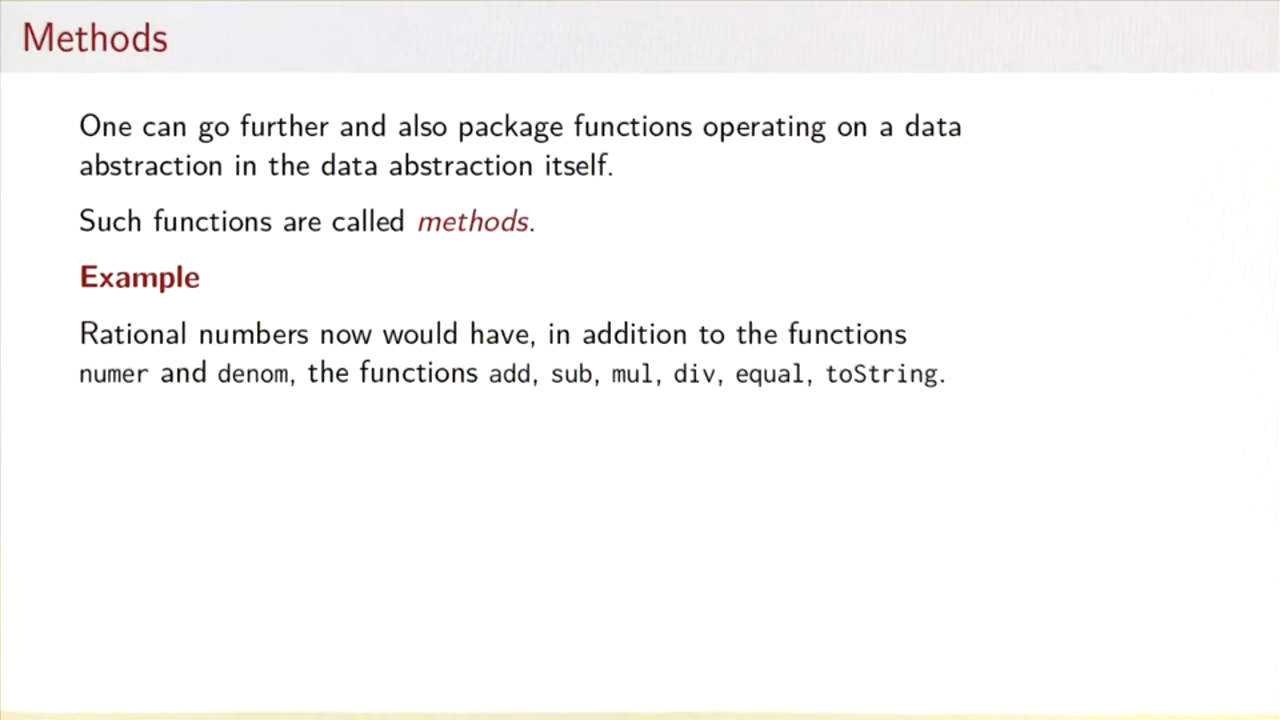 Methods
One can go further and also package functions operating on a data
abstraction in the data abstraction itself.
Such functions are called methods.
Example
Rational numbers now would have, in addition to the functions
numer and denom, the functions add, sub, mul, div, equal, toString.